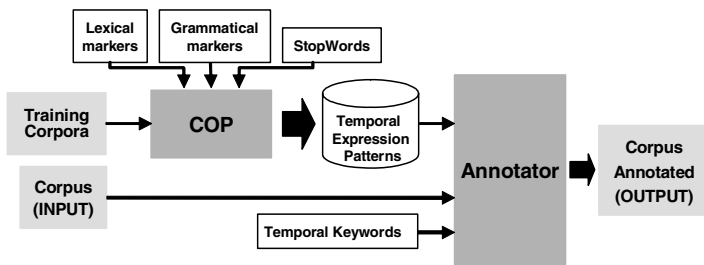 Lexical
markers
Grammatical
markers
StopWords
Training
Corpora
COP
Temporal
Expression
Patterns
Annotator
Corpus
Annotated
(OUTPUT)
Corpus
(INPUT)
Temporal Keywords